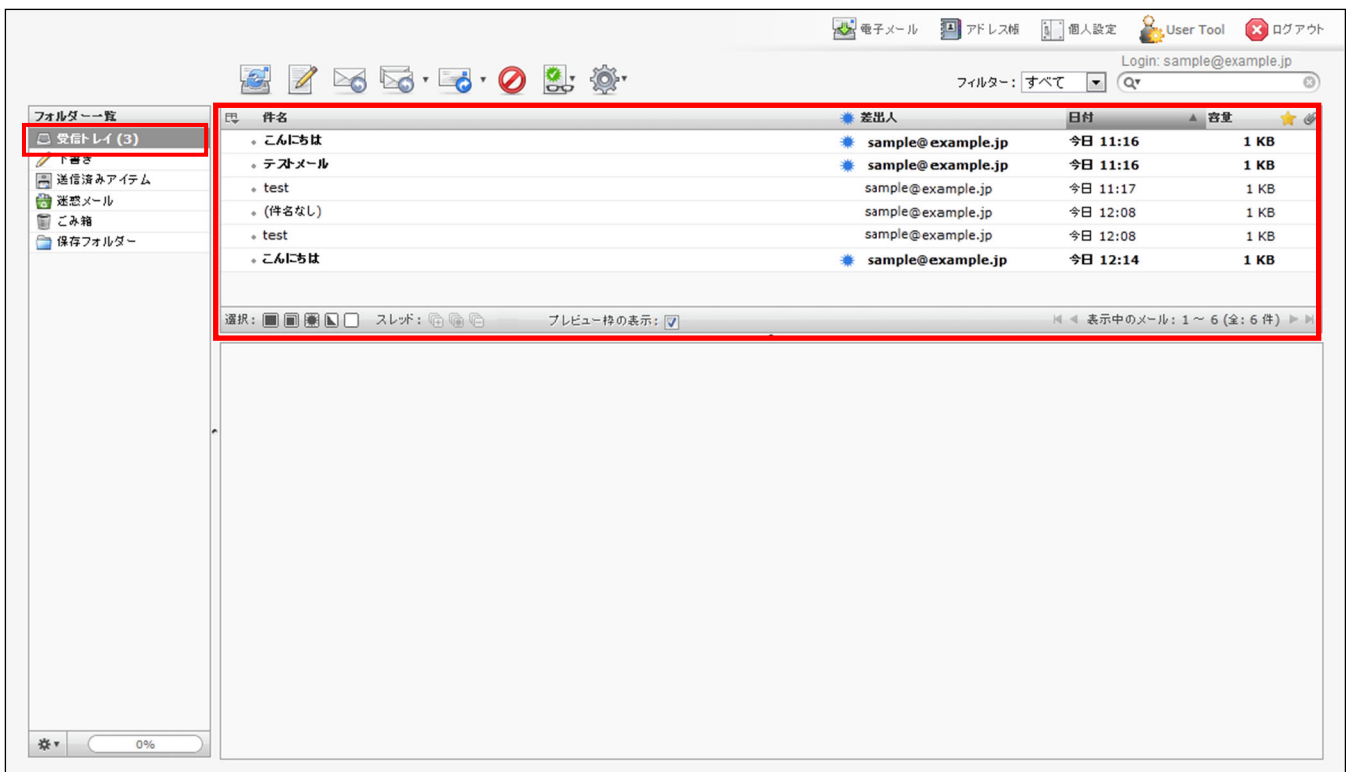 電子メール アドレス帳 個人設定 User Tool ログアウト
Login: sample@example.jp
フィルター: すべて
フォルダー一覧 件名 差出人 日付 容量
受信トレイ (3)
下書き
送信済みアイテム
迷惑メール
ごみ箱
保存フォルダー
こんにちは sample@example.jp 今日 11:16 1 KB
テストメール sample@example.jp 今日 11:16 1 KB
test sample@example.jp 今日 11:17 1 KB
(件名なし) sample@example.jp 今日 12:08 1 KB
test sample@example.jp 今日 12:08 1 KB
こんにちは sample@example.jp 今日 12:14 1 KB
選択: スレッド: プレビュー枠の表示: 表示中のメール: 1 ～ 6 (全: 6 件)
0%